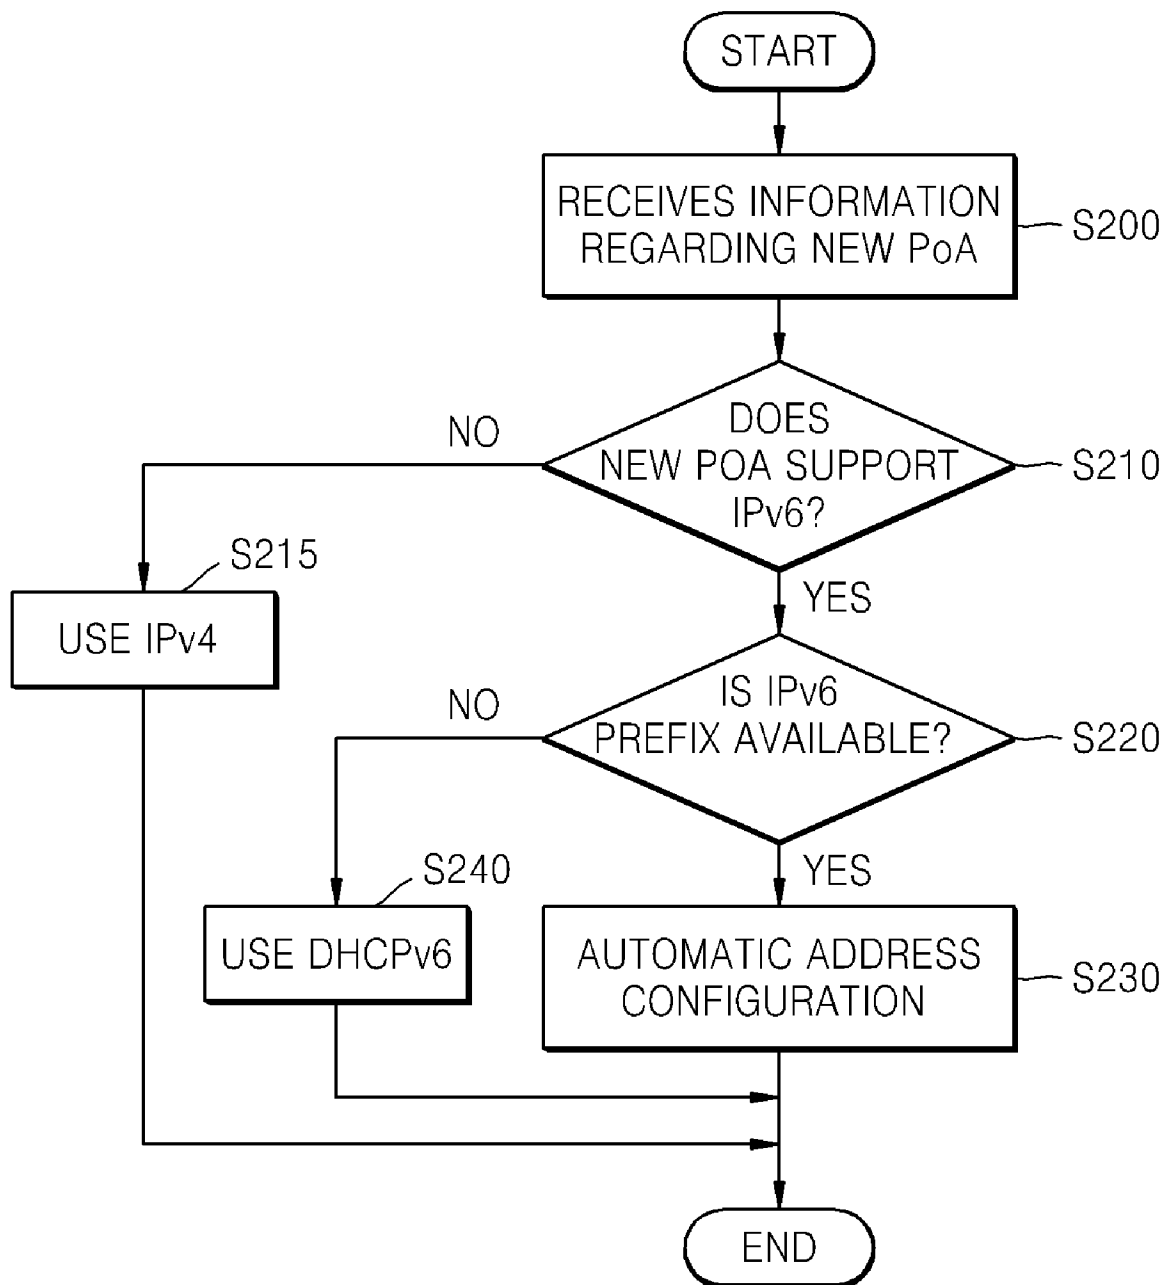 START
RECEIVES INFORMATION
REGARDING NEW PoA
S200
DOES
NEW POA SUPPORT
IPv6?
S210
NO
YES
S215
USE IPv4
IS IPv6
PREFIX AVAILABLE?
S220
NO
YES
S240
USE DHCPv6
AUTOMATIC ADDRESS
CONFIGURATION
S230
END